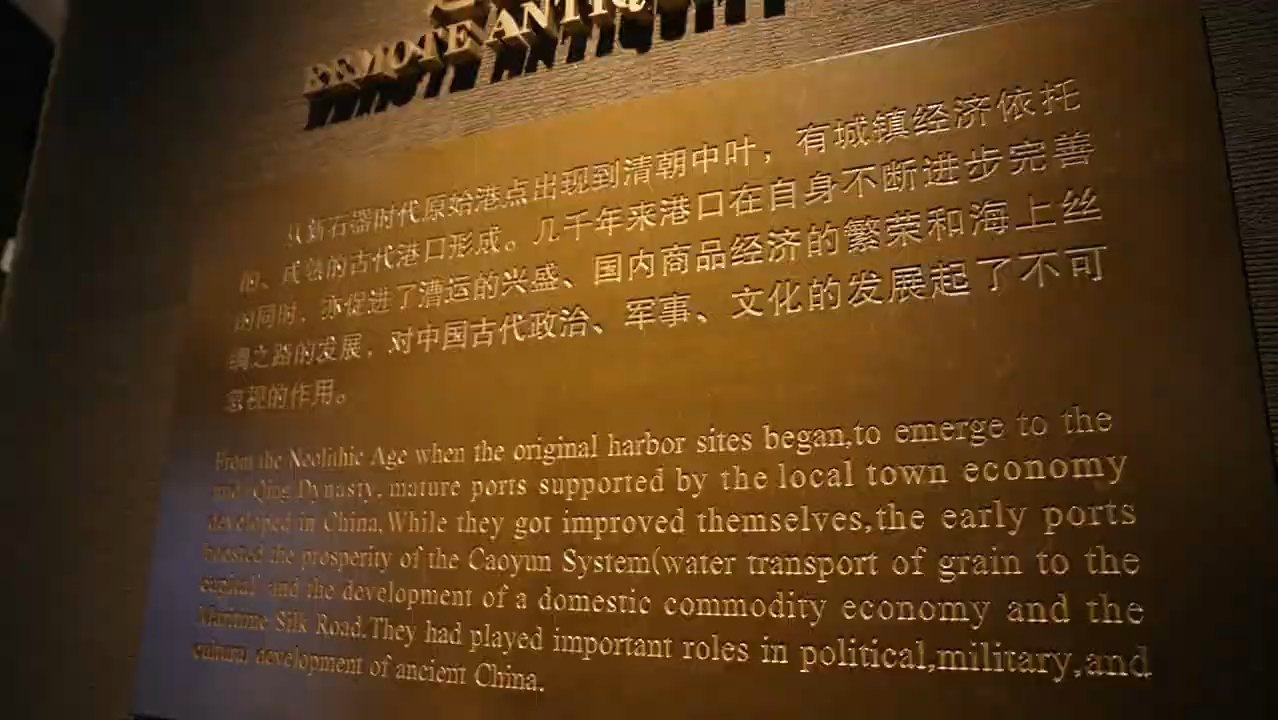 REMOTE ANTIQUITY
从新石器时代原始港点出现到清朝中叶，有城镇经济依托
的、成熟的古代港口形成。几千年来港口在自身不断进步完善
的同时，亦促进了漕运的兴盛、国内商品经济的繁荣和海上丝
绸之路的发展，对中国古代政治、军事、文化的发展起了不可
忽视的作用。
From the Neolithic Age when the original harbor sites began,to emerge to the
mid-Qing Dynasty, mature ports supported by the local town economy
developed in China.While they got improved themselves,the early ports
boosted the prosperity of the Caoyun System(water transport of grain to the
capital) and the development of a domestic commodity economy and the
Maritime Silk Road.They had played important roles in political,military,and
cultural development of ancient China.